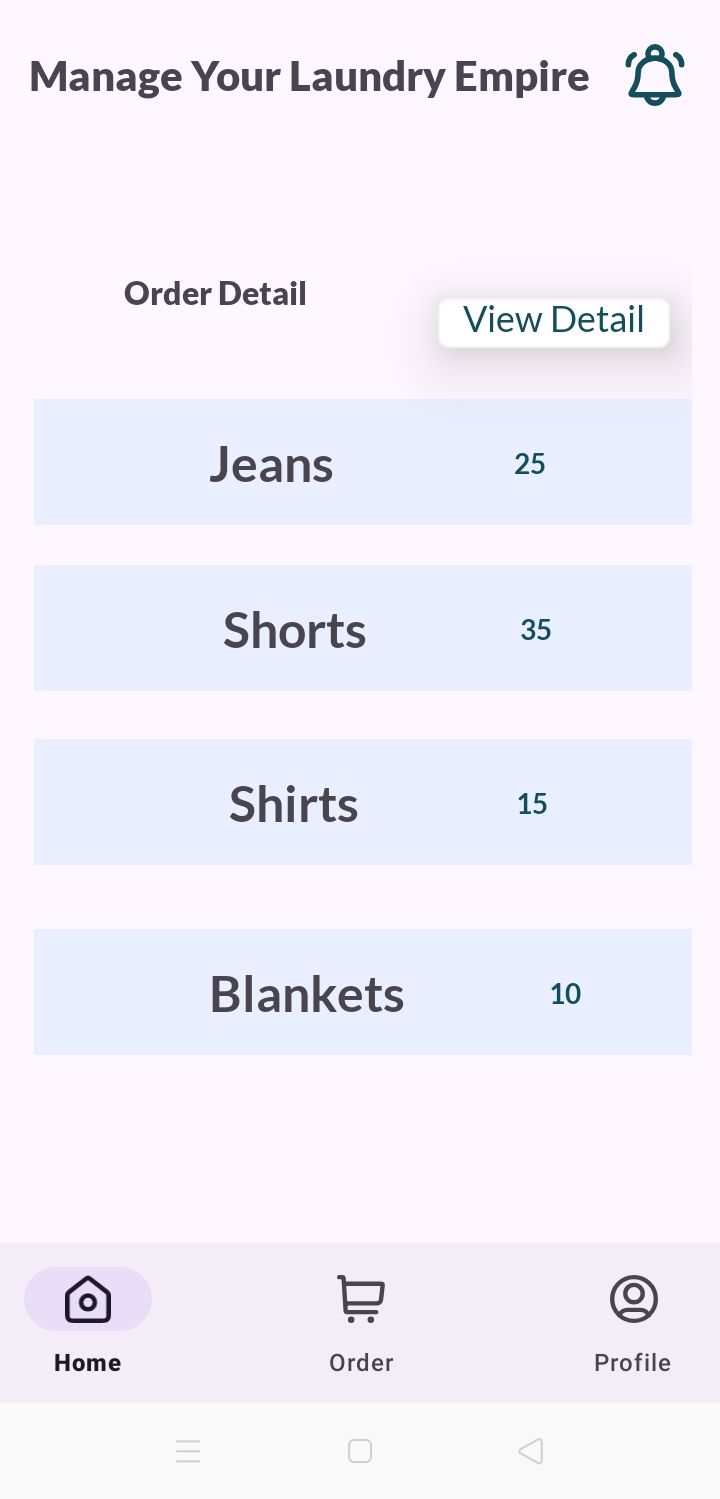 Manage Your Laundry Empire
Order Detail
View Detail
Jeans 25
Shorts 35
Shirts 15
Blankets 10
Home Order Profile